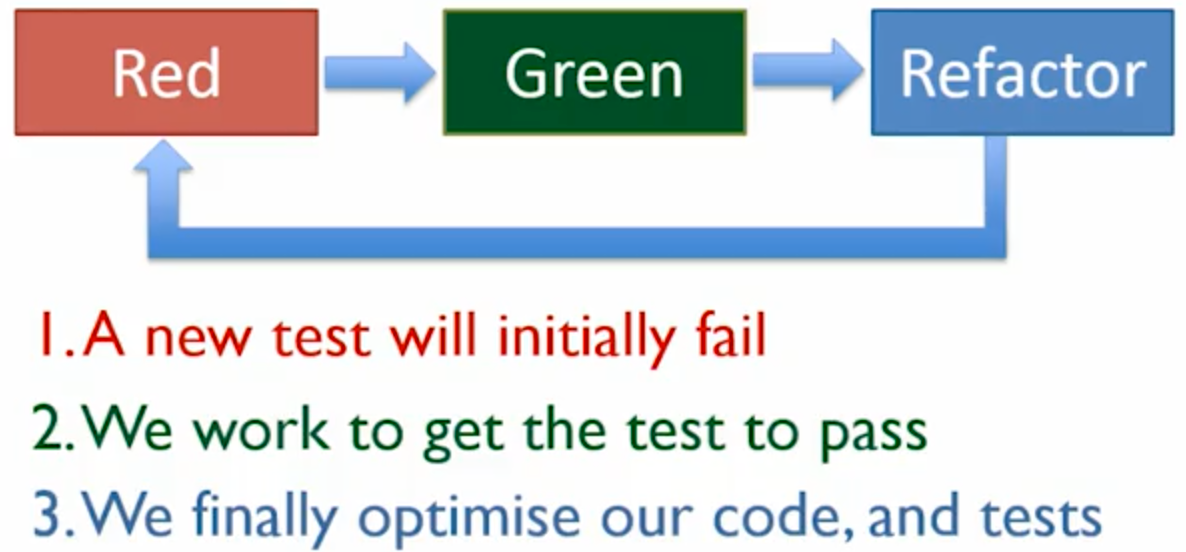 Red
Green
Refactor
1. A new test will initially fail
2. We work to get the test to pass
3. We finally optimise our code, and tests